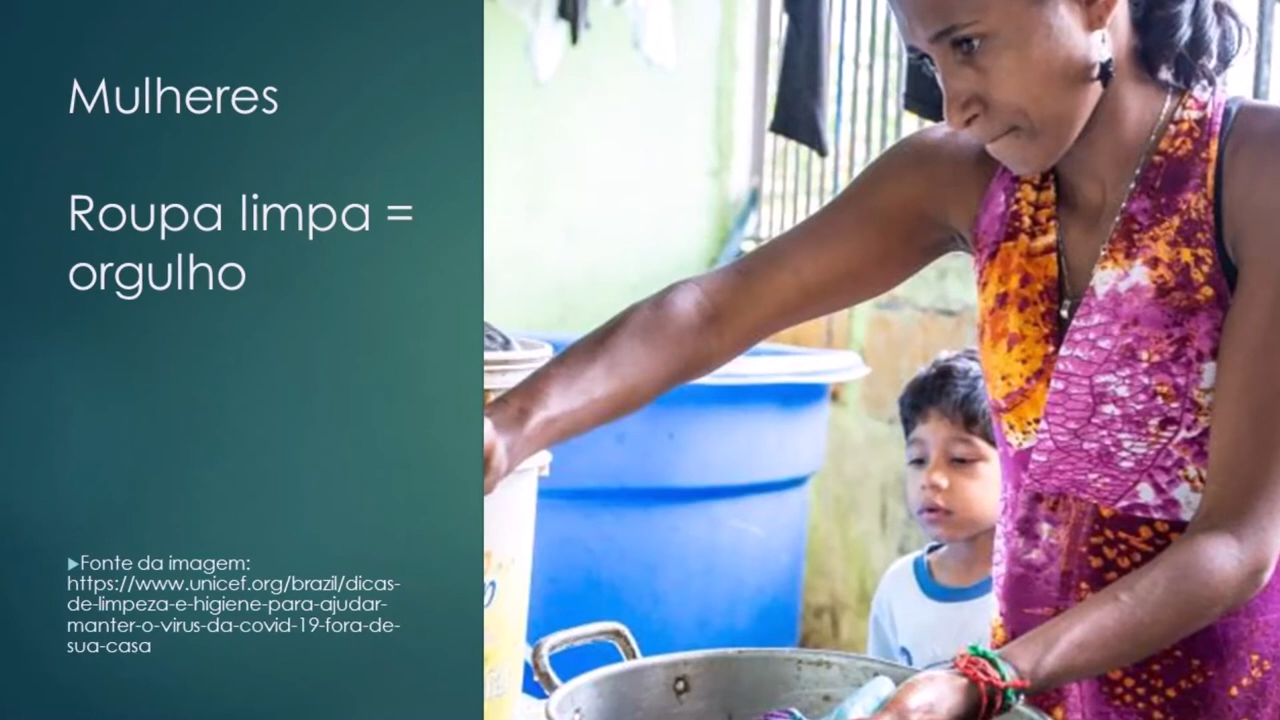 Mulheres
Roupa limpa =
orgulho
Fonte da imagem:
https://www.unicef.org/brazil/dicas-
de-limpeza-e-higiene-para-ajudar-
manter-o-virus-da-covid-19-fora-de-
sua-casa